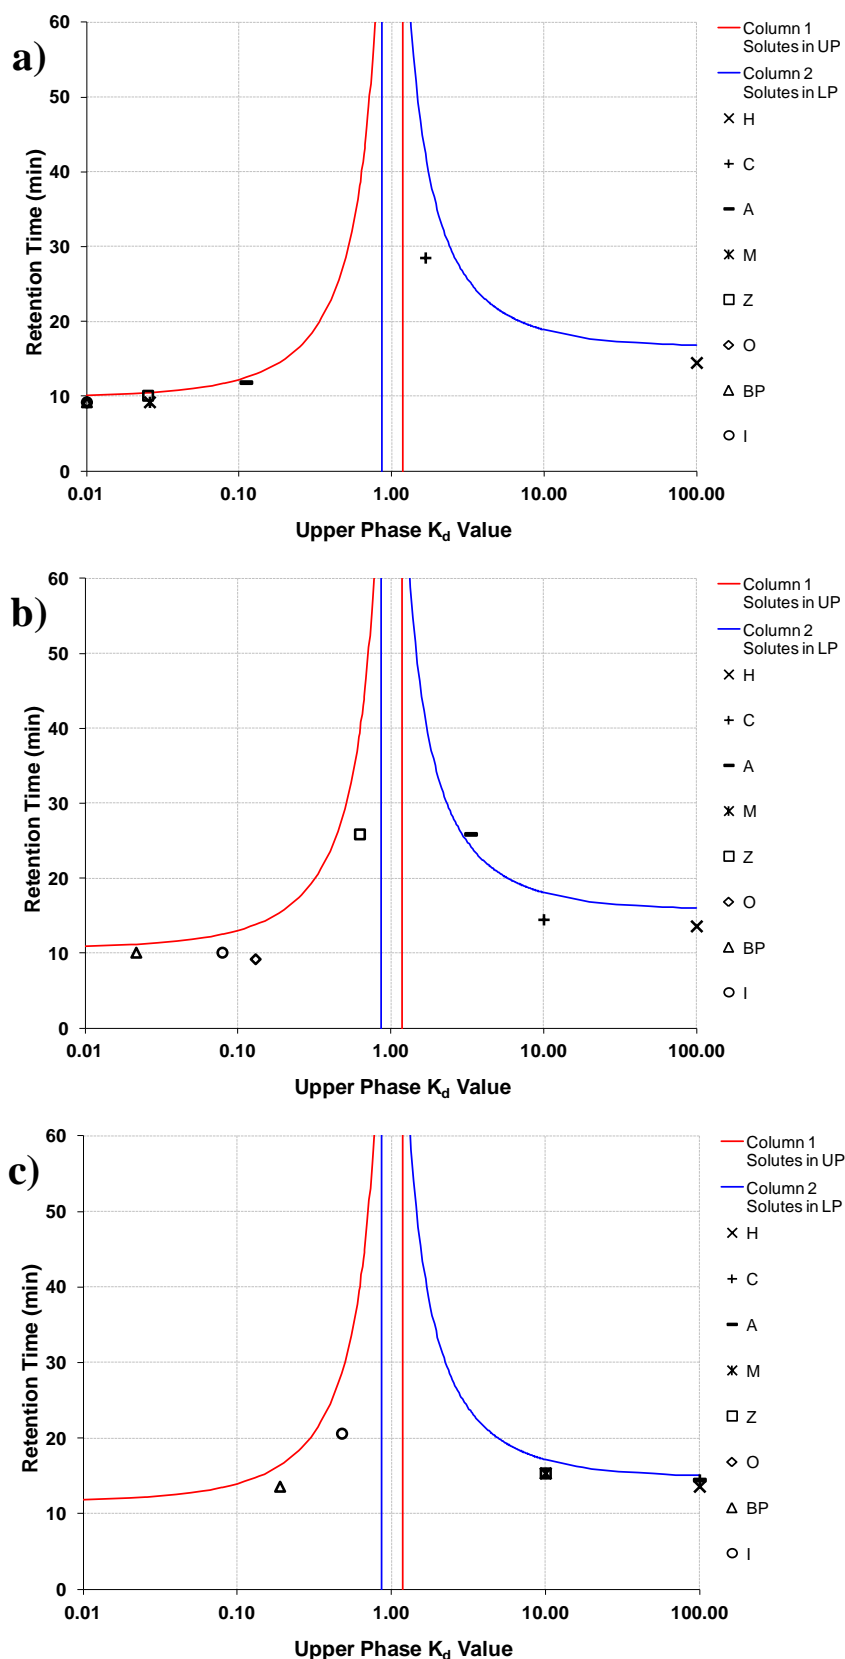 a)
60
50
40
30
20
10
0
Retention Time (min)
0.01 0.10 1.00 10.00 100.00
Upper Phase Kd Value
Column 1
Solutes in UP
Column 2
Solutes in LP
H
C
A
M
Z
O
BP
I
b)
60
50
40
30
20
10
0
Retention Time (min)
0.01 0.10 1.00 10.00 100.00
Upper Phase Kd Value
Column 1
Solutes in UP
Column 2
Solutes in LP
H
C
A
M
Z
O
BP
I
c)
60
50
40
30
20
10
0
Retention Time (min)
0.01 0.10 1.00 10.00 100.00
Upper Phase Kd Value
Column 1
Solutes in UP
Column 2
Solutes in LP
H
C
A
M
Z
O
BP
I